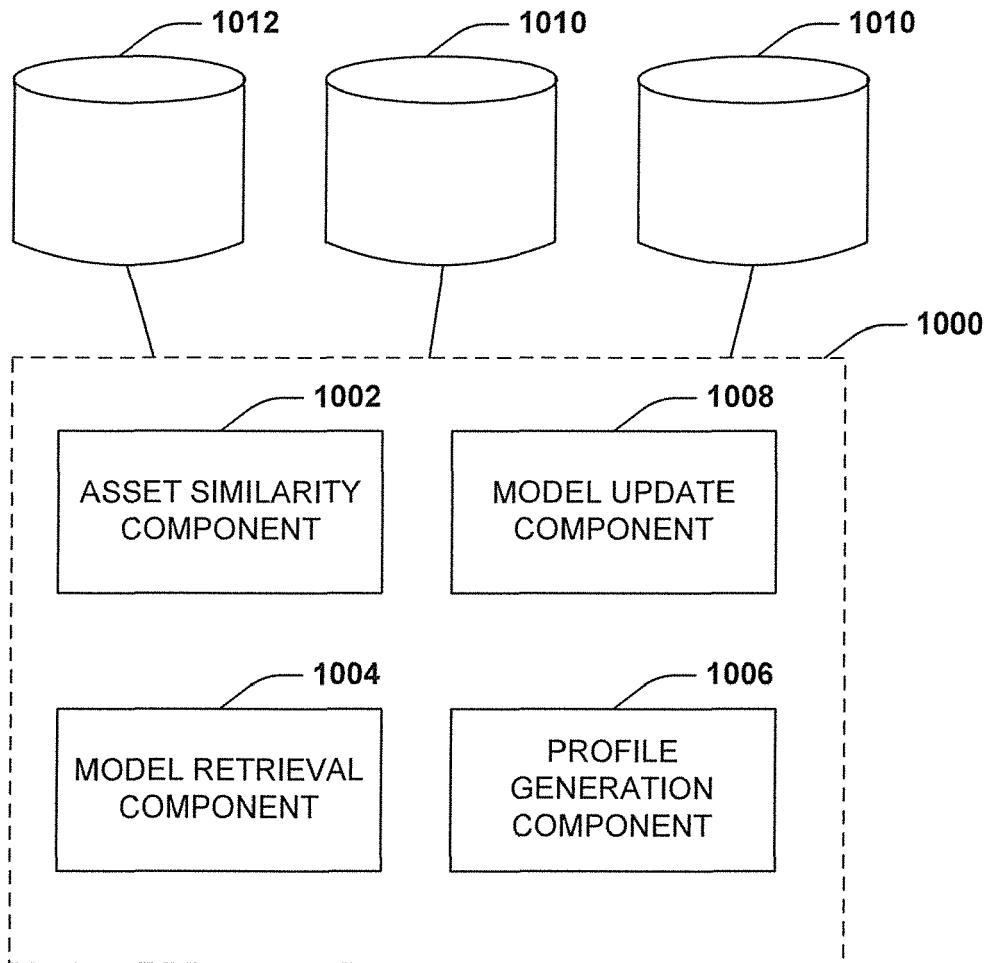 1012
1010
1010
1000
1002
1008
ASSET SIMILARITY
COMPONENT
MODEL UPDATE
COMPONENT
1004
1006
MODEL RETRIEVAL
COMPONENT
PROFILE
GENERATION
COMPONENT